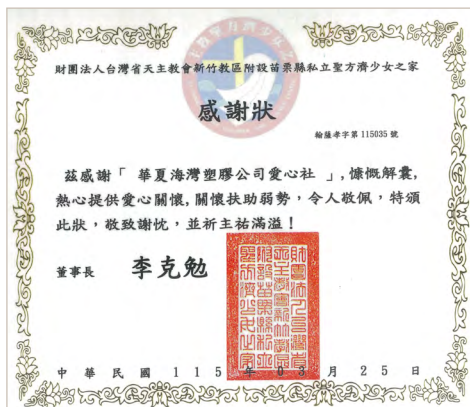 財團法人台灣省天主教會新竹教區附設苗栗縣私立聖方濟少女之家
感謝狀
翰薩孝字第 115035 號
茲感謝「 華夏海灣塑膠公司愛心社 」, 慷慨解囊,
熱心提供愛心關懷, 關懷扶助弱勢，令人敬佩，特頒
此狀，敬致謝忱，並祈主祐滿溢！
董事長 李克勉
中華民國 115 年 03 月 25 日